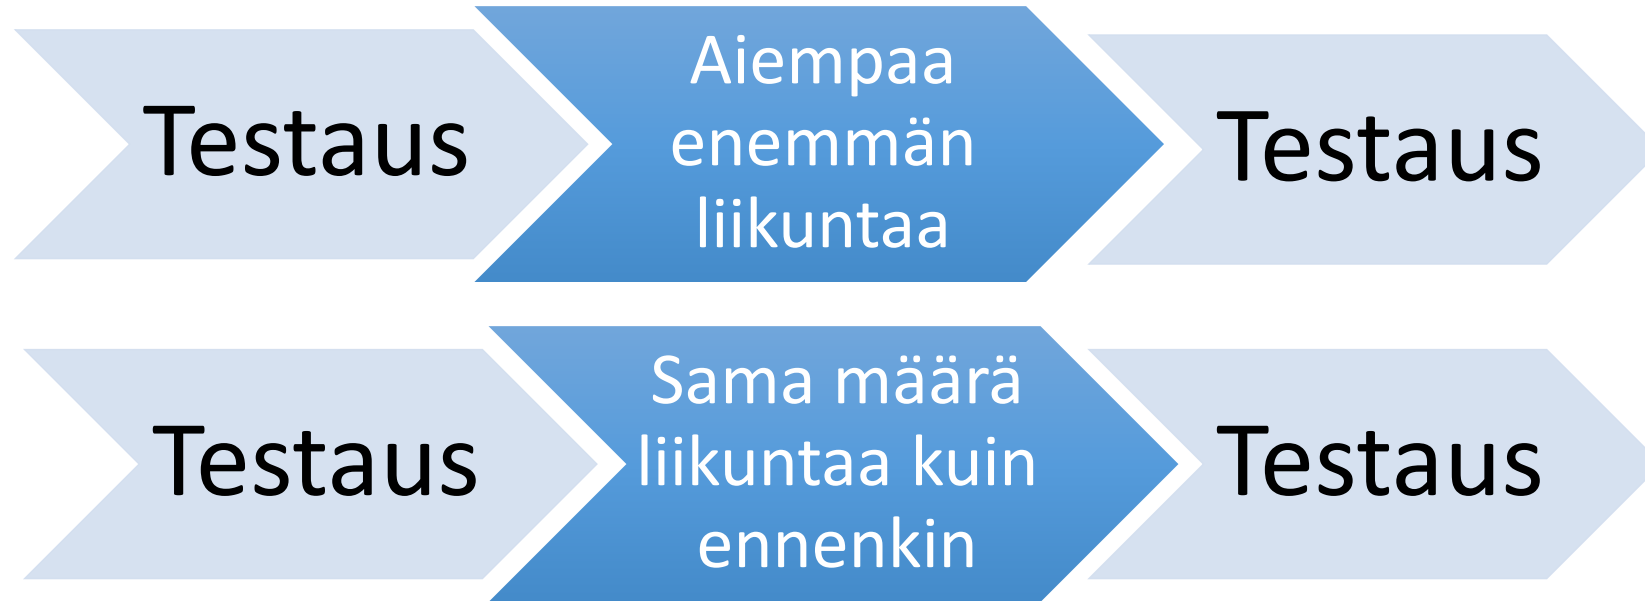 Testaus
Aiempaa
enemmän
liikuntaa
Testaus
Testaus
Sama määrä
liikuntaa kuin
ennenkin
Testaus